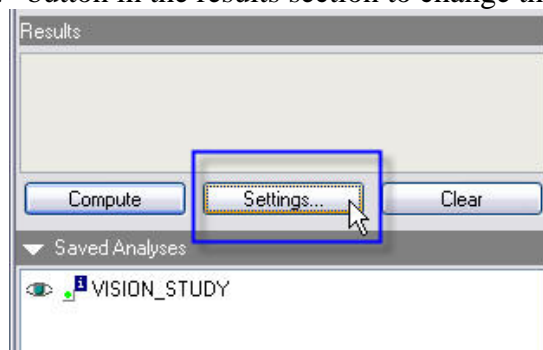 button in the results section to change th
Results
Compute Settings... Clear
Saved Analyses
VISION_STUDY